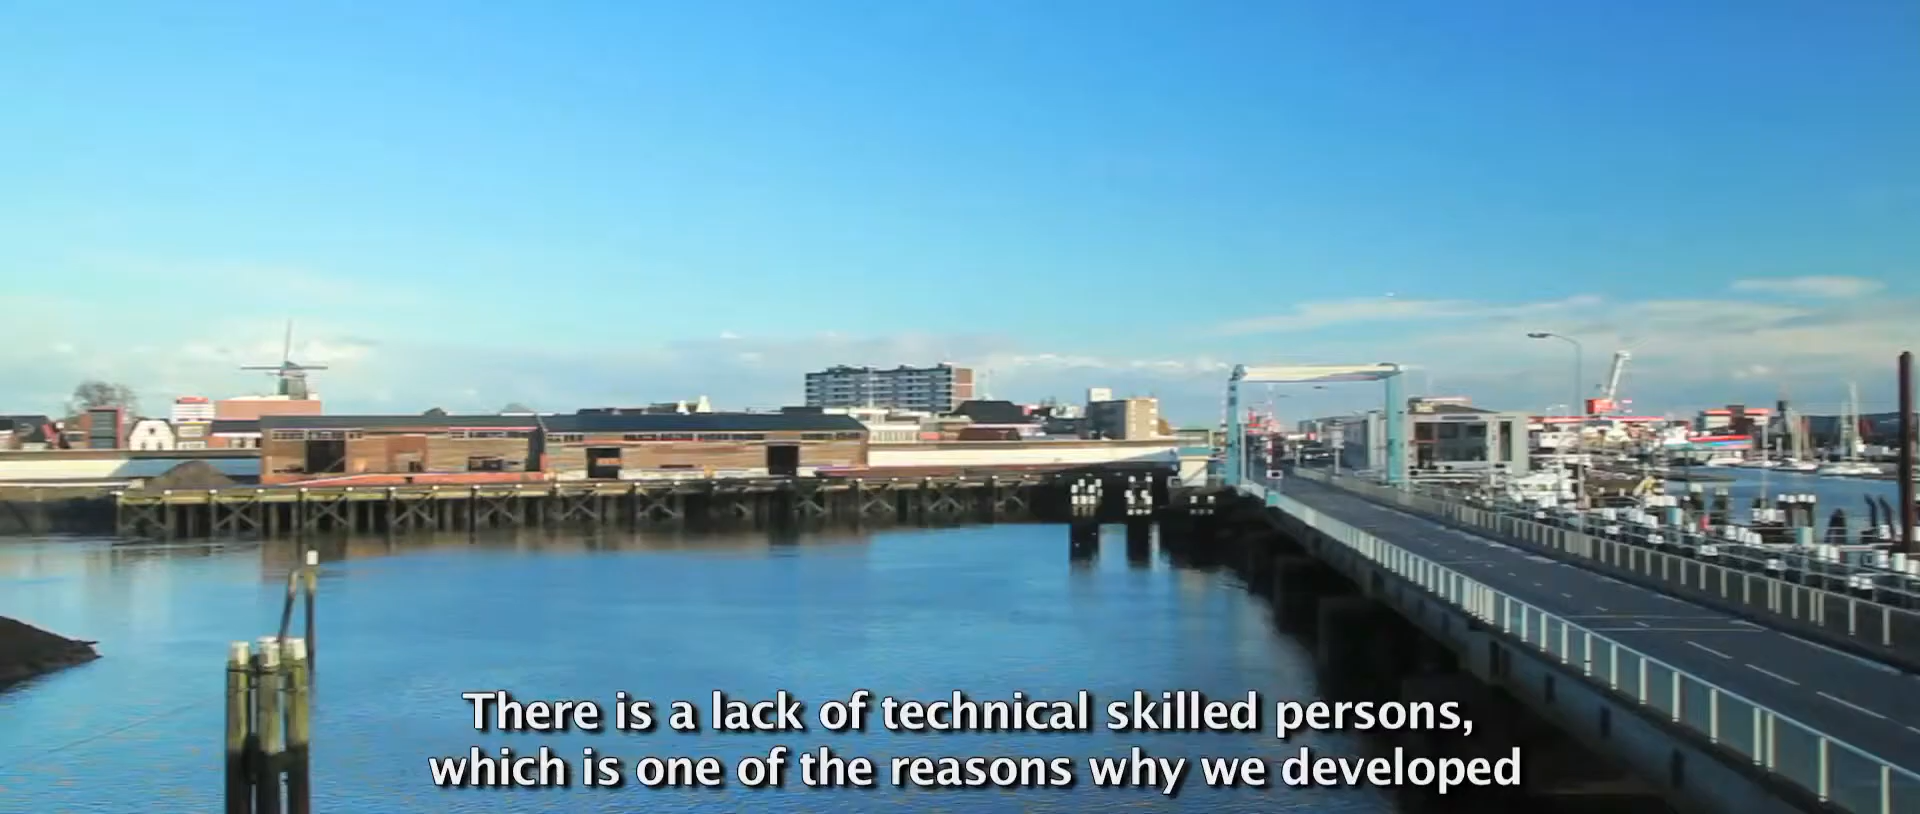 There is a lack of technical skilled persons,
which is one of the reasons why we developed